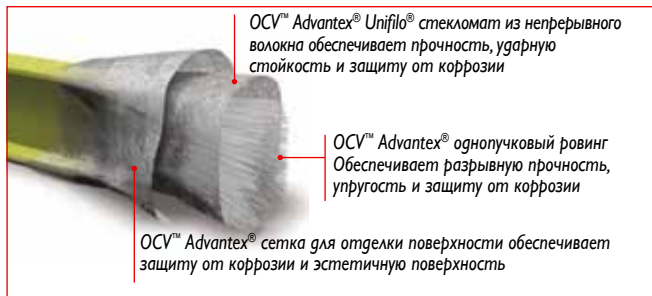 OCV™ Advantex® Unifilo® стекломат из непрерывного
волокна обеспечивает прочность, ударную
стойкость и защиту от коррозии
OCV™ Advantex® однопучковый ровинг
Обеспечивает разрывную прочность,
упругость и защиту от коррозии
OCV™ Advantex® сетка для отделки поверхности обеспечивает
защиту от коррозии и эстетичную поверхность